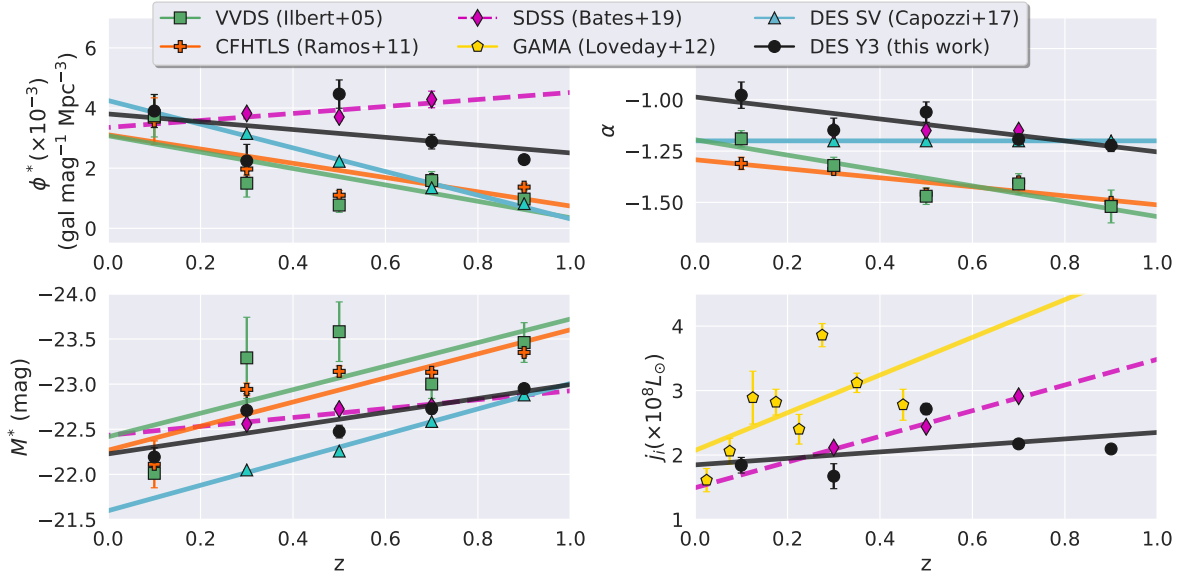 VVDS (Ilbert+05)
SDSS (Bates+19)
DES SV (Capozzi+17)
CFHTLS (Ramos+11)
GAMA (Loveday+12)
DES Y3 (this work)
ϕ* (×10⁻³)
(gal mag⁻¹ Mpc⁻³)
6
4
2
0
0.0 0.2 0.4 0.6 0.8 1.0
α
−1.00
−1.25
−1.50
0.0 0.2 0.4 0.6 0.8 1.0
M* (mag)
−24.0
−23.5
−23.0
−22.5
−22.0
−21.5
0.0 0.2 0.4 0.6 0.8 1.0
z
jᵢ(×10⁸L⊙)
4
3
2
1
0.0 0.2 0.4 0.6 0.8 1.0
z